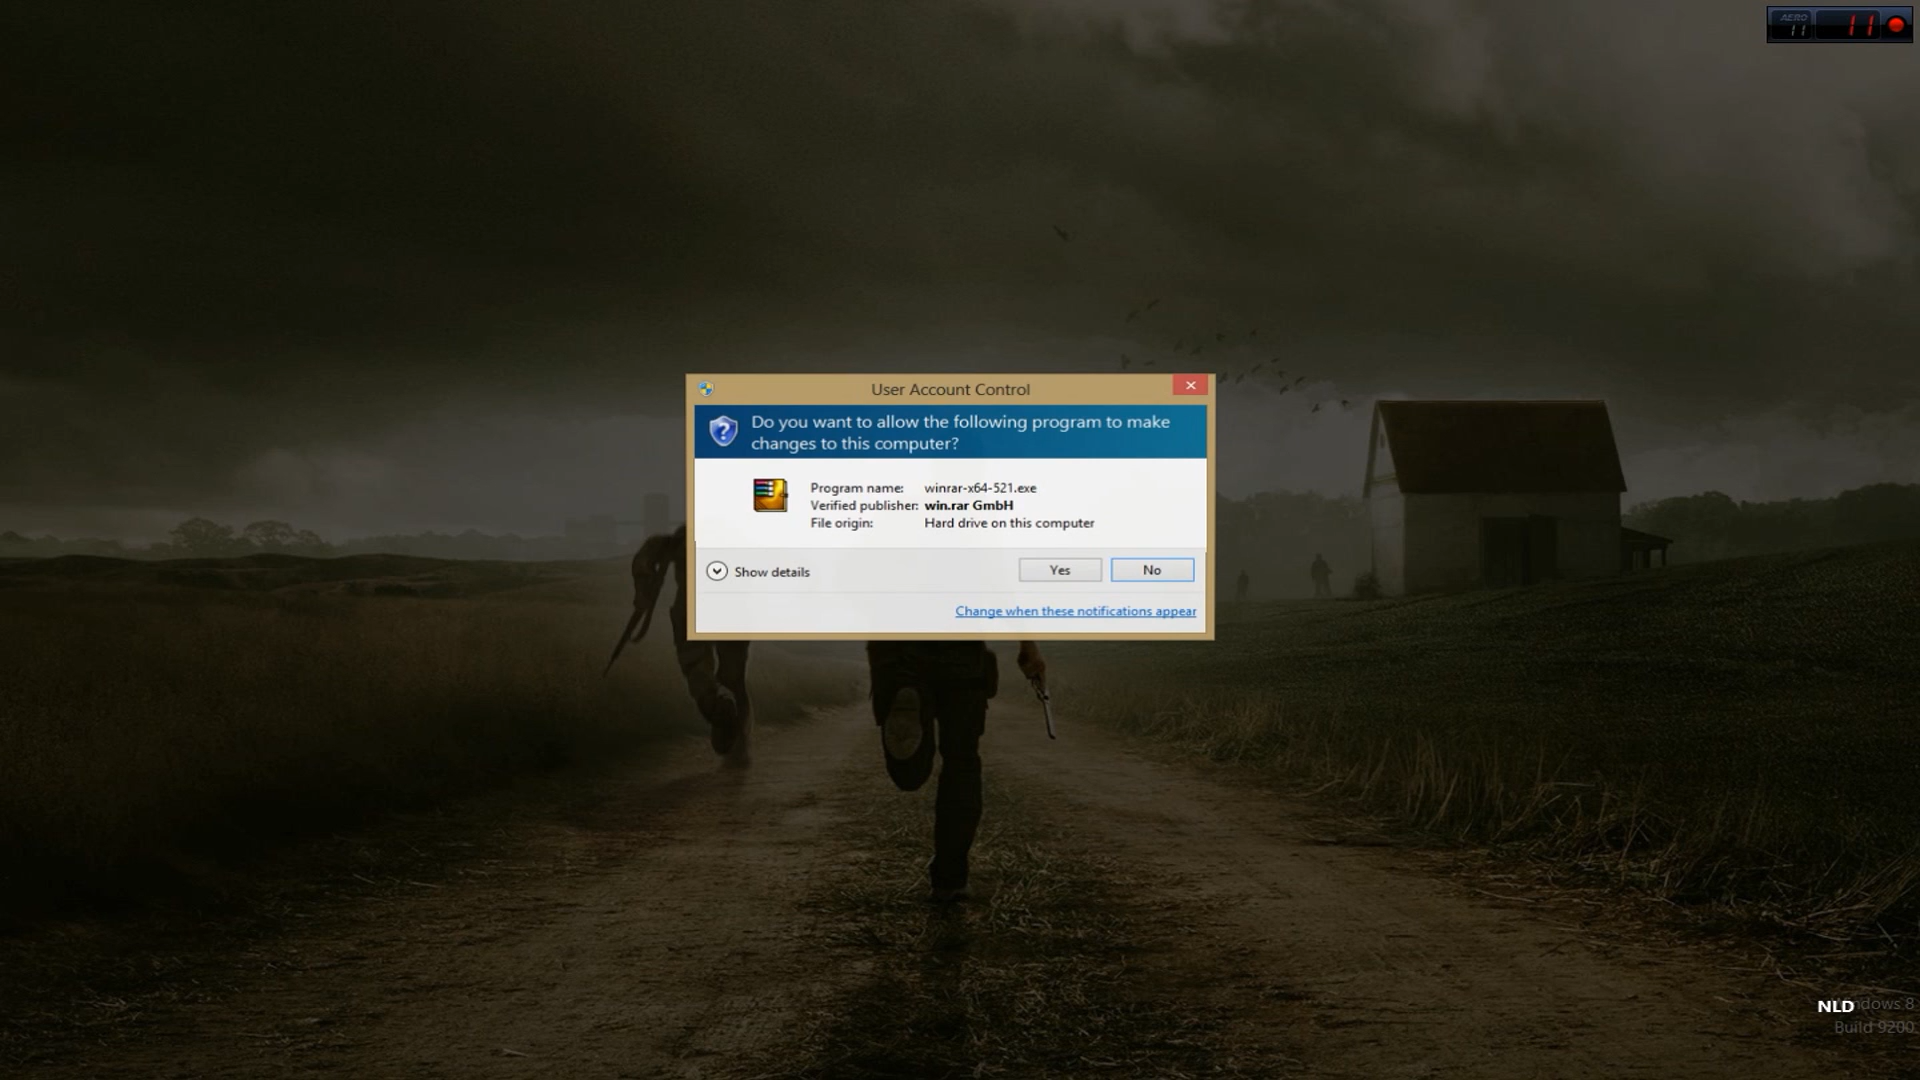 AERO
11
11
User Account Control
Do you want to allow the following program to make
changes to this computer?
Program name: winrar-x64-521.exe
Verified publisher: win.rar GmbH
File origin: Hard drive on this computer
Show details
Yes
No
Change when these notifications appear
NLD
8
Build 9200